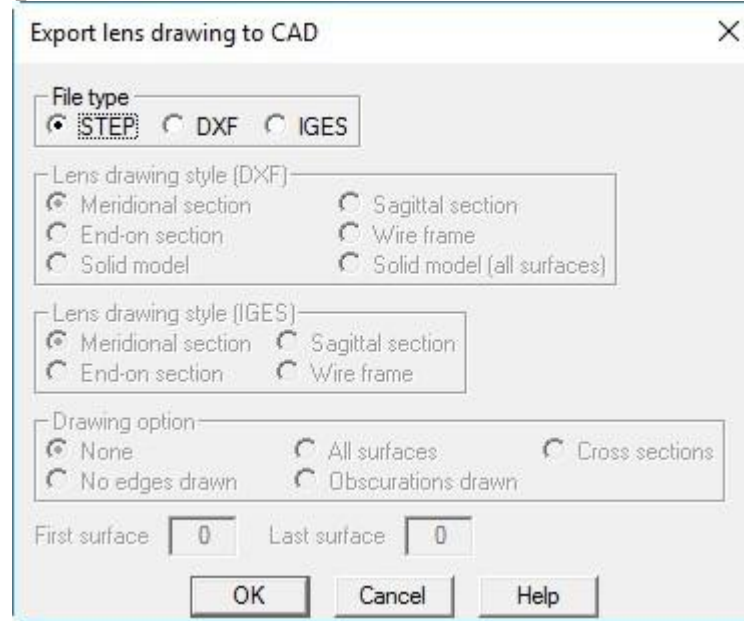 Export lens drawing to CAD
File type
STEP DXF IGES
Lens drawing style (DXF)
Meridional section Sagittal section
End-on section Wire frame
Solid model Solid model (all surfaces)
Lens drawing style (IGES)
Meridional section Sagittal section
End-on section Wire frame
Drawing option
None All surfaces Cross sections
No edges drawn Obscurations drawn
First surface 0 Last surface 0
OK Cancel Help